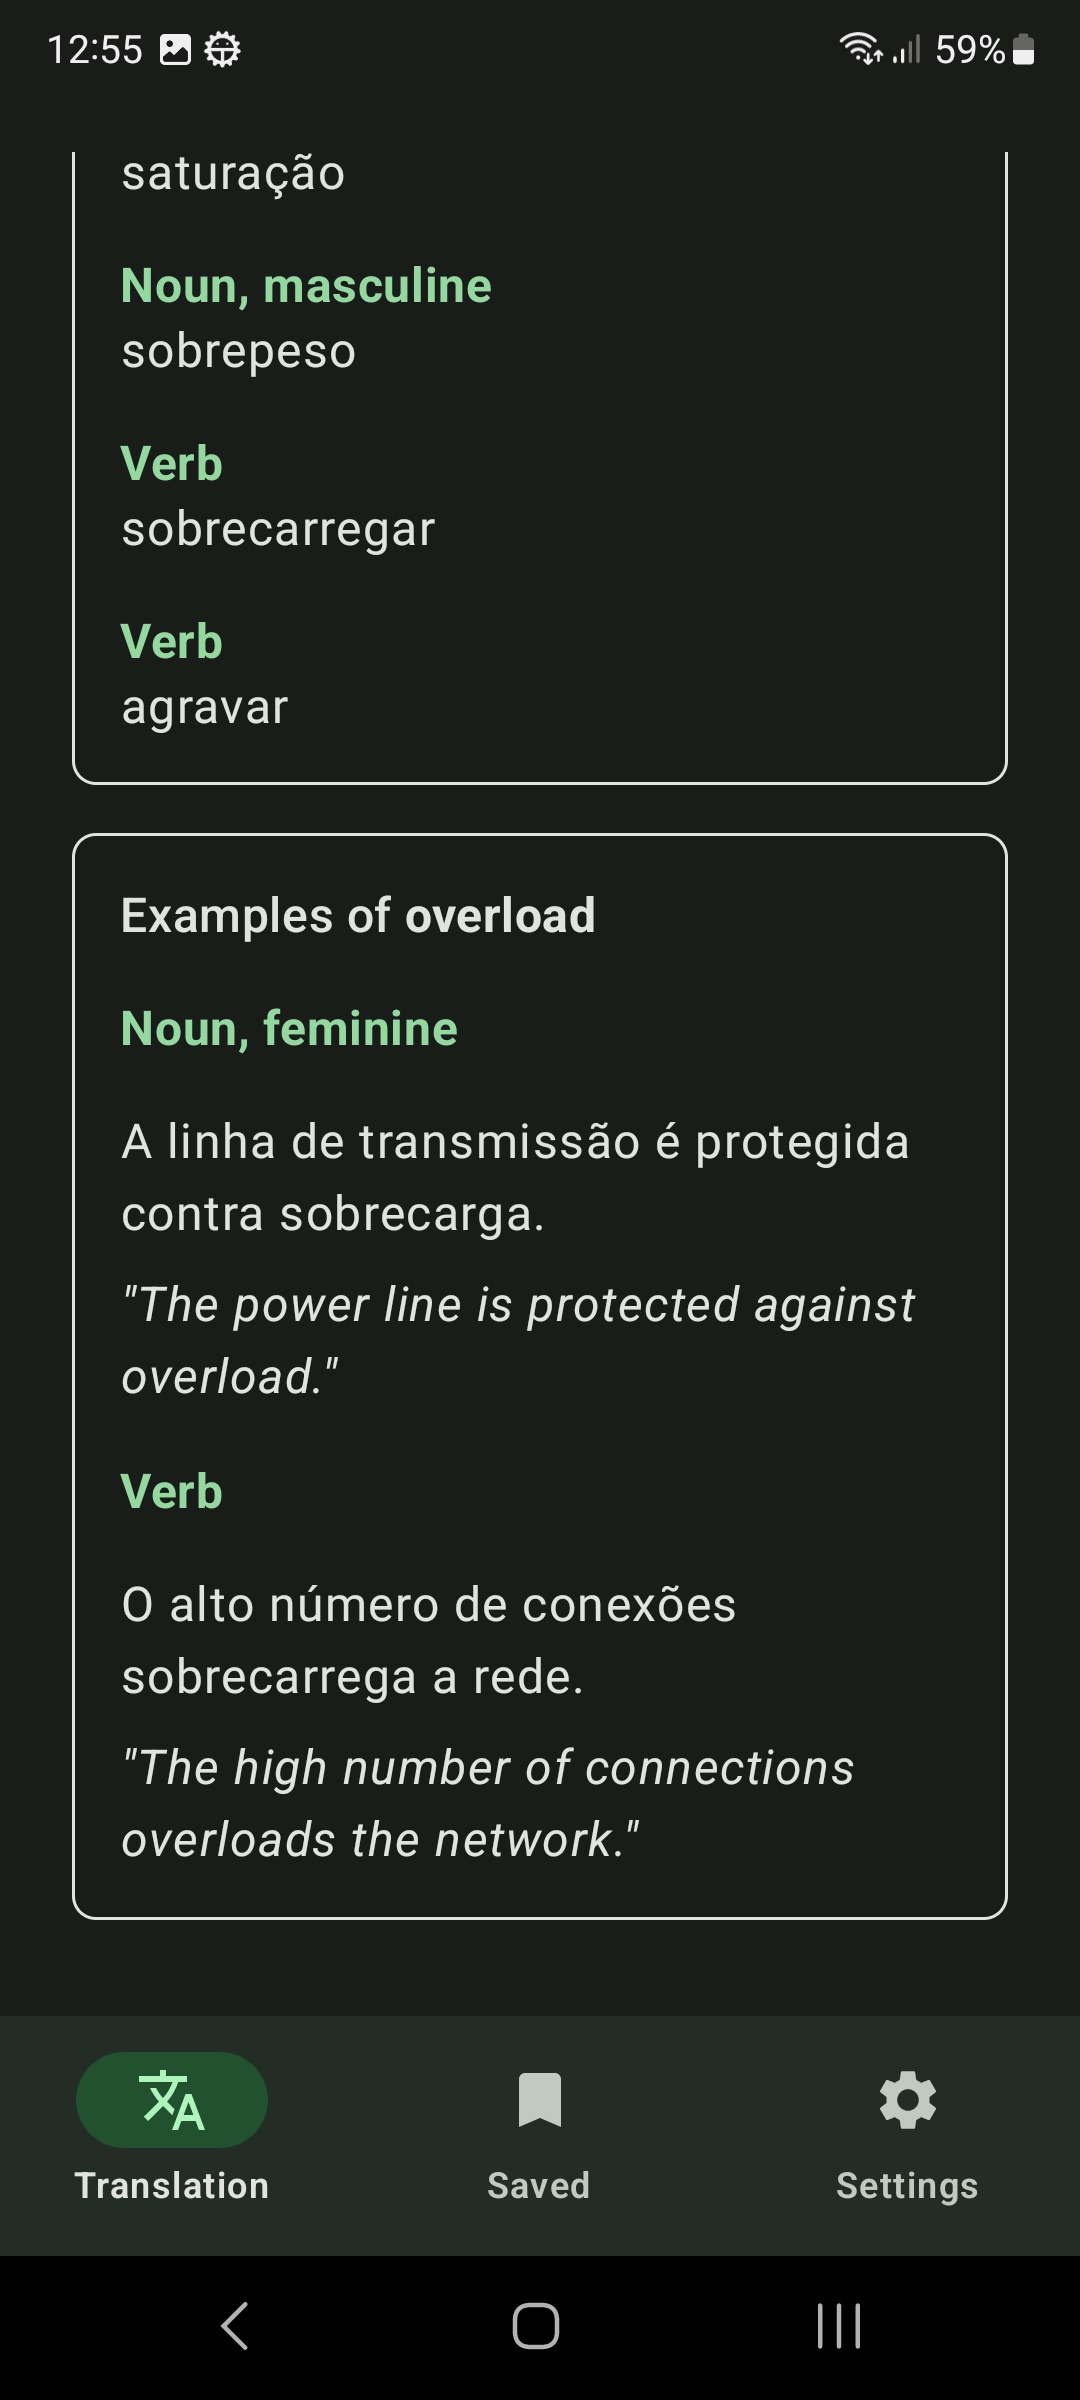 12:55
59%
saturação
Noun, masculine
sobrepeso
Verb
sobrecarregar
Verb
agravar
Examples of overload
Noun, feminine
A linha de transmissão é protegida
contra sobrecarga.
"The power line is protected against
overload."
Verb
O alto número de conexões
sobrecarrega a rede.
"The high number of connections
overloads the network."
Translation
Saved
Settings